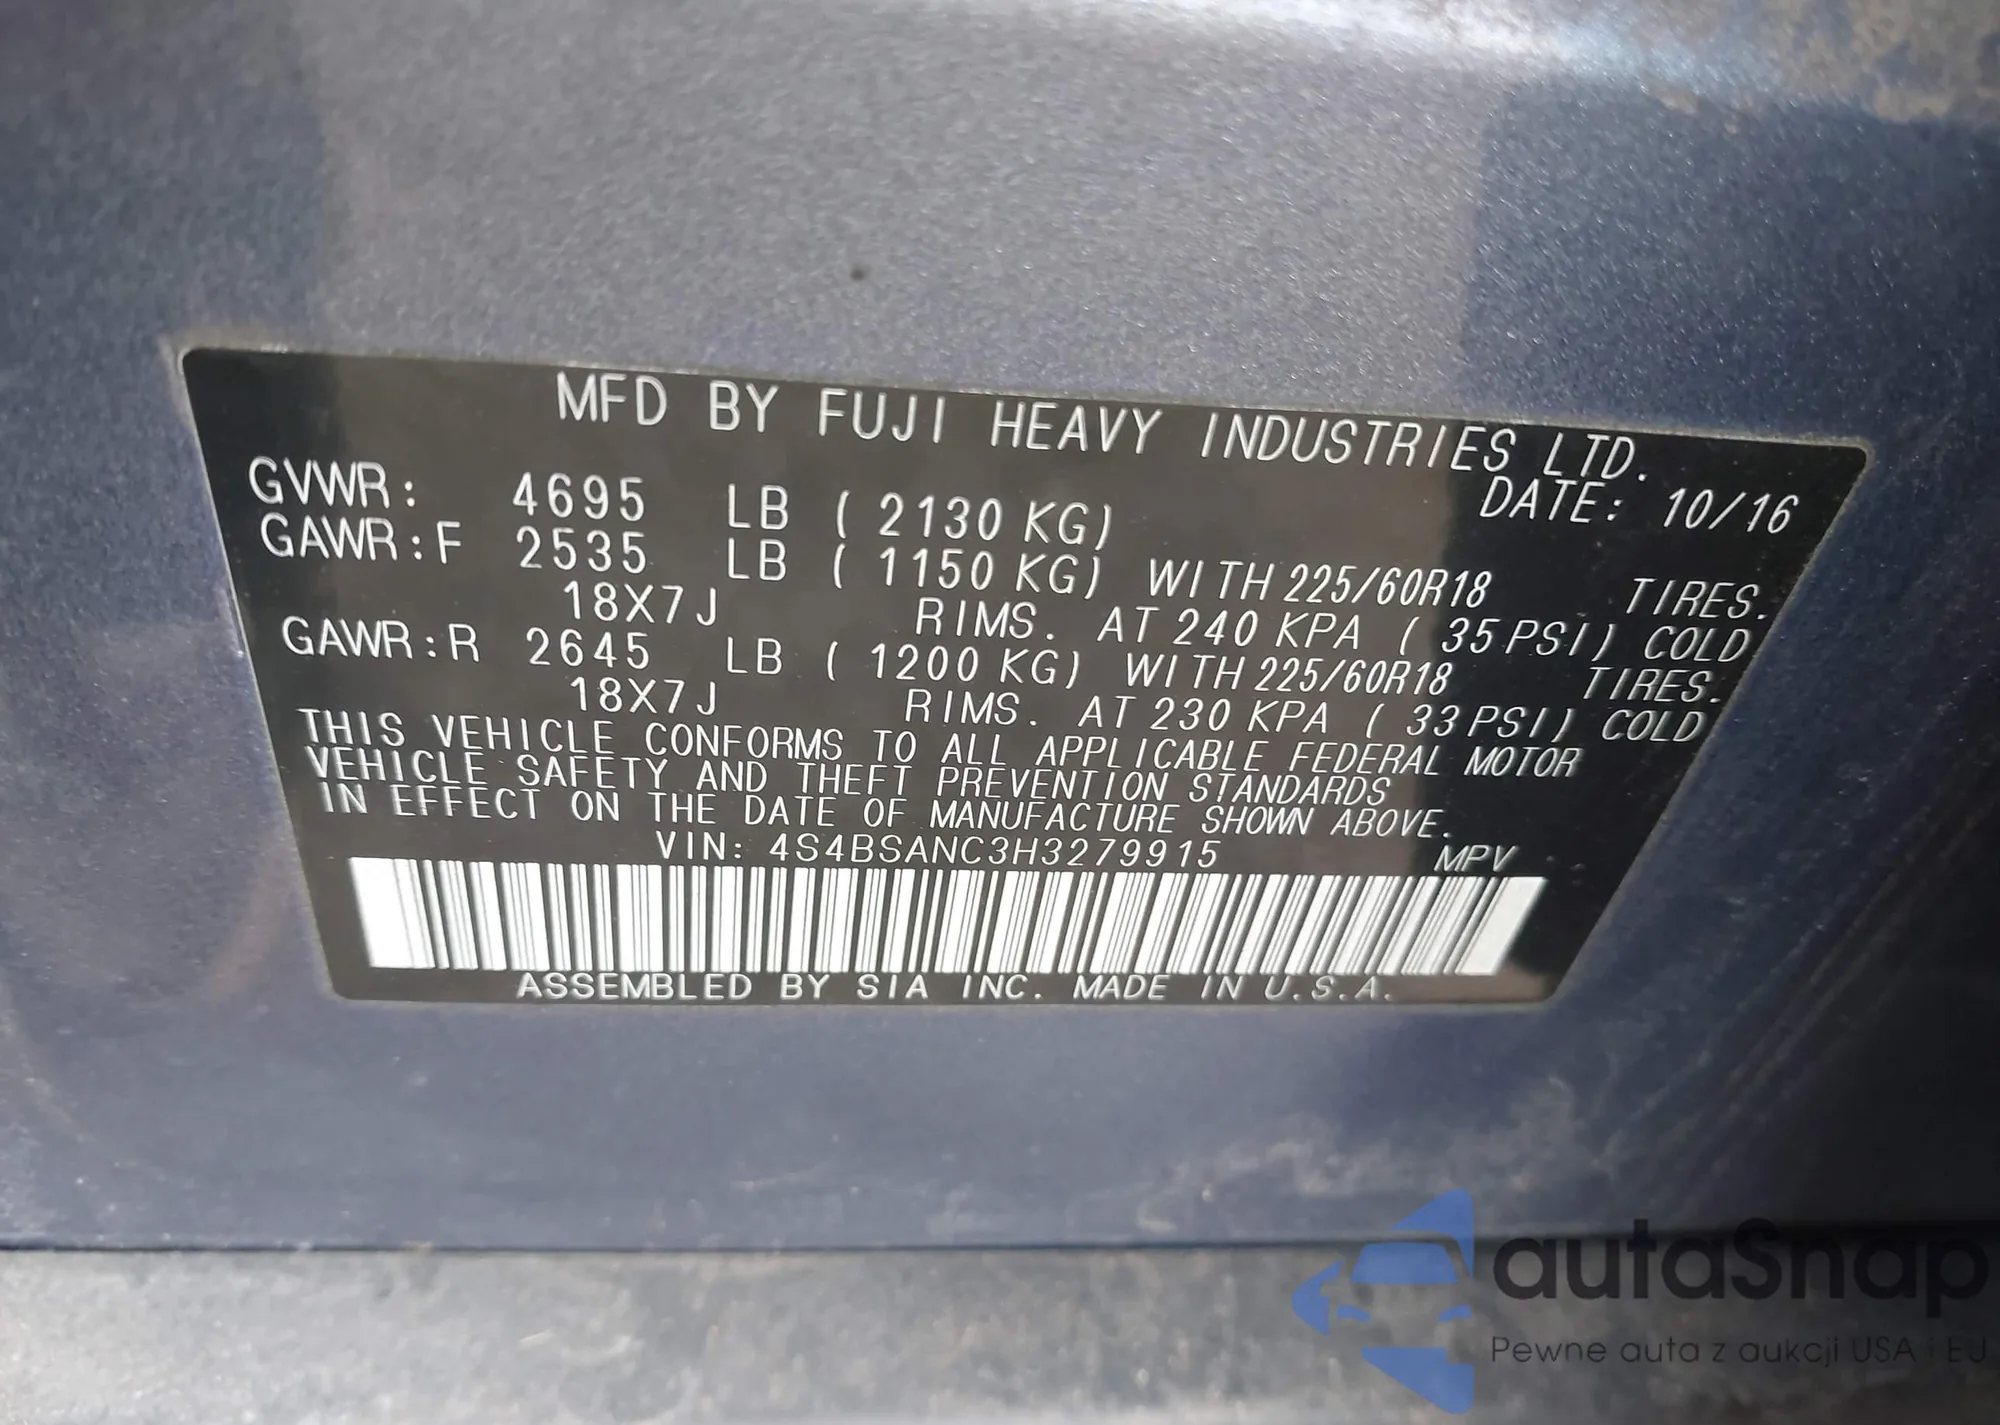 MFD BY FUJI HEAVY INDUSTRIES LTD.
DATE: 10/16
GVWR: 4695 LB ( 2130 KG)
GAWR:F 2535 LB ( 1150 KG) WITH 225/60R18 TIRES.
18X7J RIMS. AT 240 KPA ( 35 PSI) COLD
GAWR:R 2645 LB ( 1200 KG) WITH 225/60R18 TIRES.
18X7J RIMS. AT 230 KPA ( 33 PSI) COLD
THIS VEHICLE CONFORMS TO ALL APPLICABLE FEDERAL MOTOR
VEHICLE SAFETY AND THEFT PREVENTION STANDARDS
IN EFFECT ON THE DATE OF MANUFACTURE SHOWN ABOVE.
VIN: 4S4BSANC3H3279915 MPV
ASSEMBLED BY SIA INC. MADE IN U.S.A.
autaSnap
Pewne auta z aukcji USA i EU